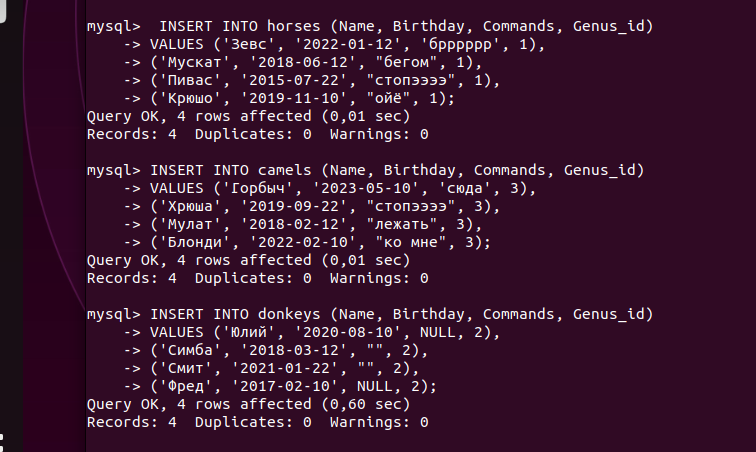 mysql>  INSERT INTO horses (Name, Birthday, Commands, Genus_id)
    -> VALUES ('Зевс', '2022-01-12', 'брррррр', 1),
    -> ('Мускат', '2018-06-12', "бегом", 1),
    -> ('Пивас', '2015-07-22', "стопээээ", 1),
    -> ('Крюшо', '2019-11-10', "ойё", 1);
Query OK, 4 rows affected (0,01 sec)
Records: 4  Duplicates: 0  Warnings: 0
mysql> INSERT INTO camels (Name, Birthday, Commands, Genus_id)
    -> VALUES ('Горбыч', '2023-05-10', 'сюда', 3),
    -> ('Хрюша', '2019-09-22', "стопээээ", 3),
    -> ('Мулат', '2018-02-12', "лежать", 3),
    -> ('Блонди', '2022-02-10', "ко мне", 3);
Query OK, 4 rows affected (0,01 sec)
Records: 4  Duplicates: 0  Warnings: 0
mysql> INSERT INTO donkeys (Name, Birthday, Commands, Genus_id)
    -> VALUES ('Юлий', '2020-08-10', NULL, 2),
    -> ('Симба', '2018-03-12', "", 2),
    -> ('Смит', '2021-01-22', "", 2),
    -> ('Фред', '2017-02-10', NULL, 2);
Query OK, 4 rows affected (0,60 sec)
Records: 4  Duplicates: 0  Warnings: 0